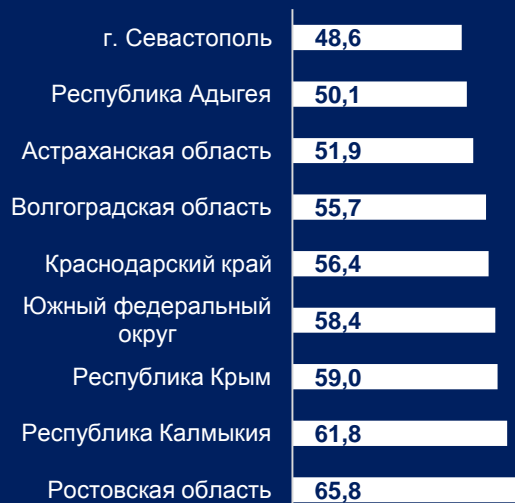 г. Севастополь 48,6
Республика Адыгея 50,1
Астраханская область 51,9
Волгоградская область 55,7
Краснодарский край 56,4
Южный федеральный
округ 58,4
Республика Крым 59,0
Республика Калмыкия 61,8
Ростовская область 65,8